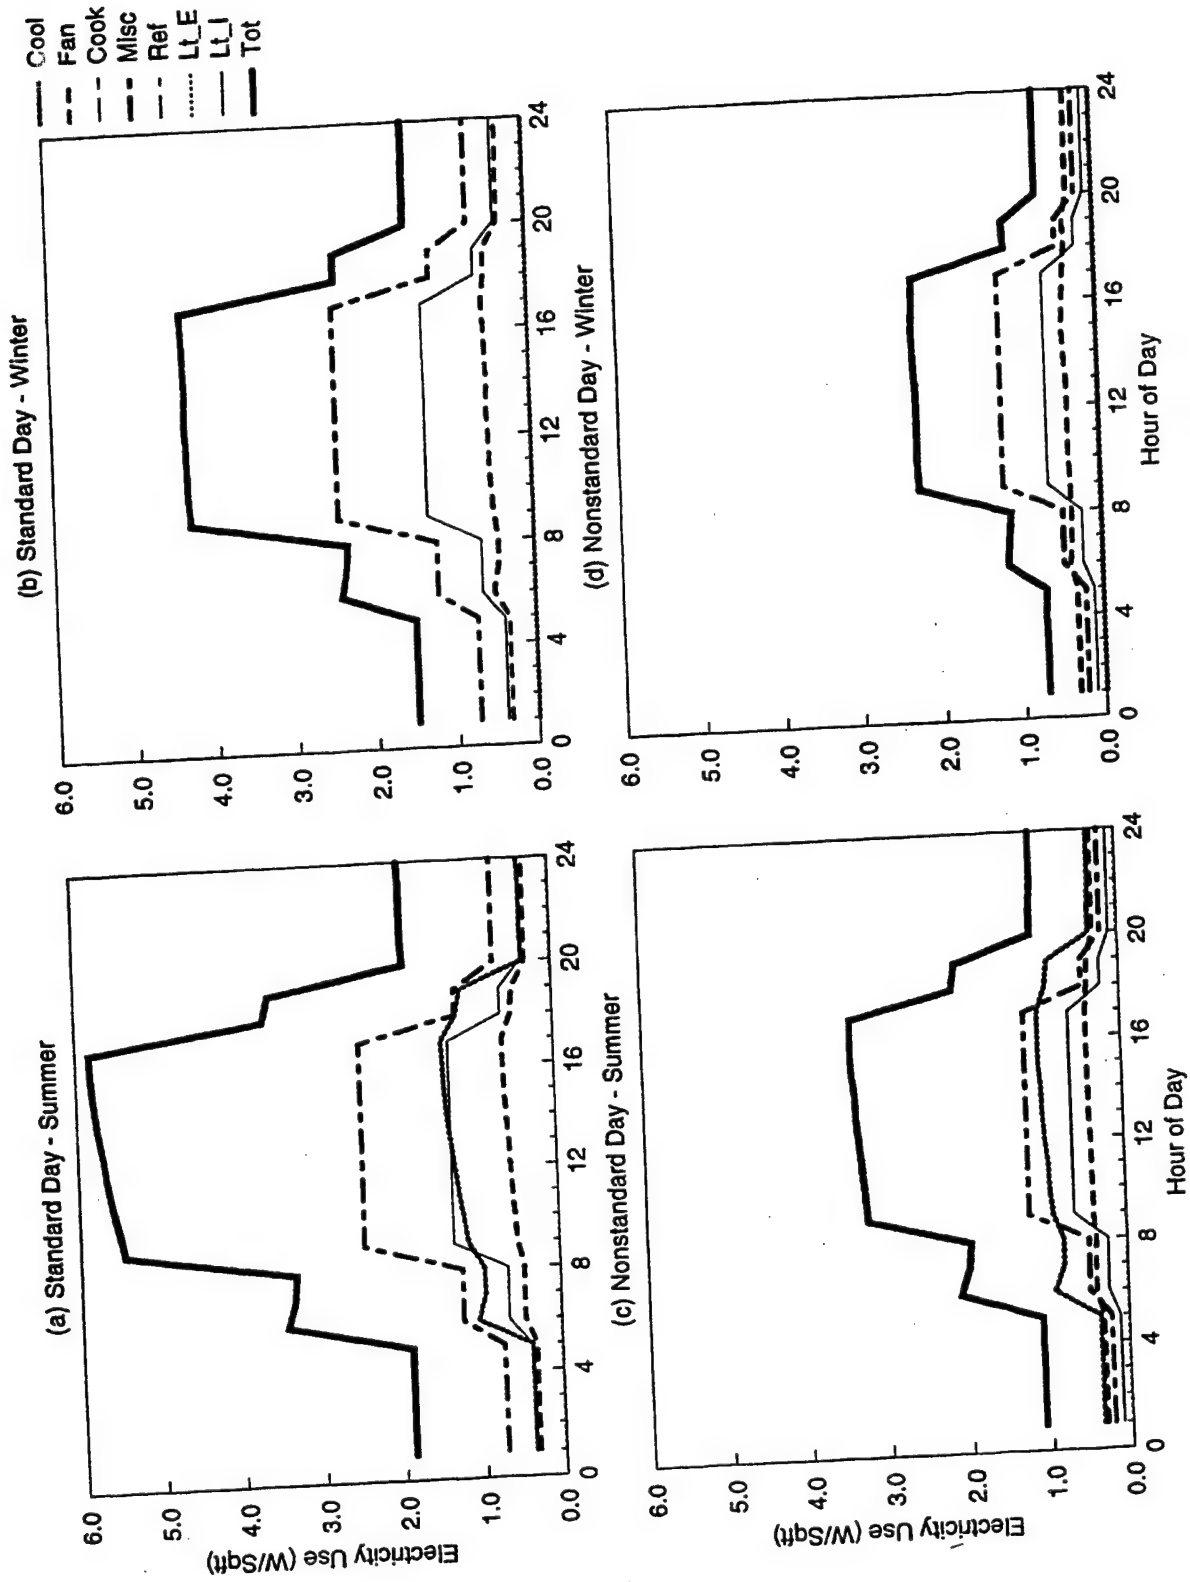 (a) Standard Day - Summer
Electricity Use (W/Sqft)
6.0
5.0
4.0
3.0
2.0
1.0
0.0
0 4 8 12 16 20 24
(b) Standard Day - Winter
6.0
5.0
4.0
3.0
2.0
1.0
0.0
0 4 8 12 16 20 24
Cool
Fan
Cook
Misc
Ref
Lt_E
Lt_I
Tot
(c) Nonstandard Day - Summer
Electricity Use (W/Sqft)
6.0
5.0
4.0
3.0
2.0
1.0
0.0
0 4 8 12 16 20 24
Hour of Day
(d) Nonstandard Day - Winter
6.0
5.0
4.0
3.0
2.0
1.0
0.0
0 4 8 12 16 20 24
Hour of Day